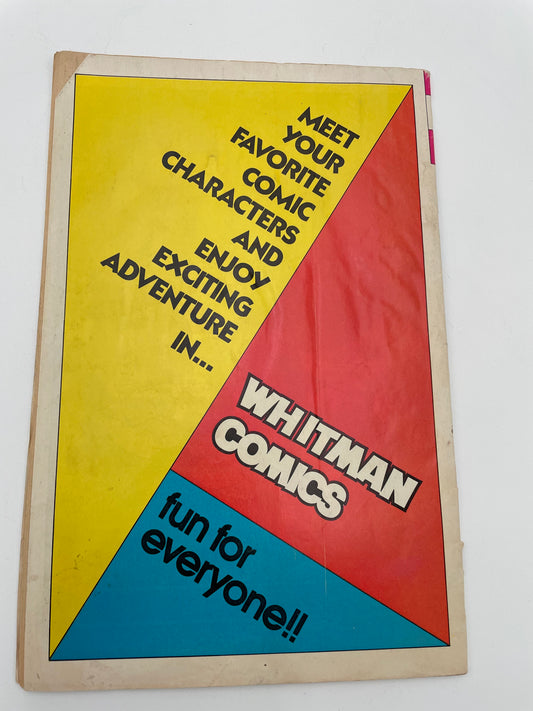 MEET
YOUR
FAVORITE
COMIC
CHARACTERS
AND
ENJOY
EXCITING
ADVENTURE
IN...
WHITMAN
COMICS
fun for
everyone!!